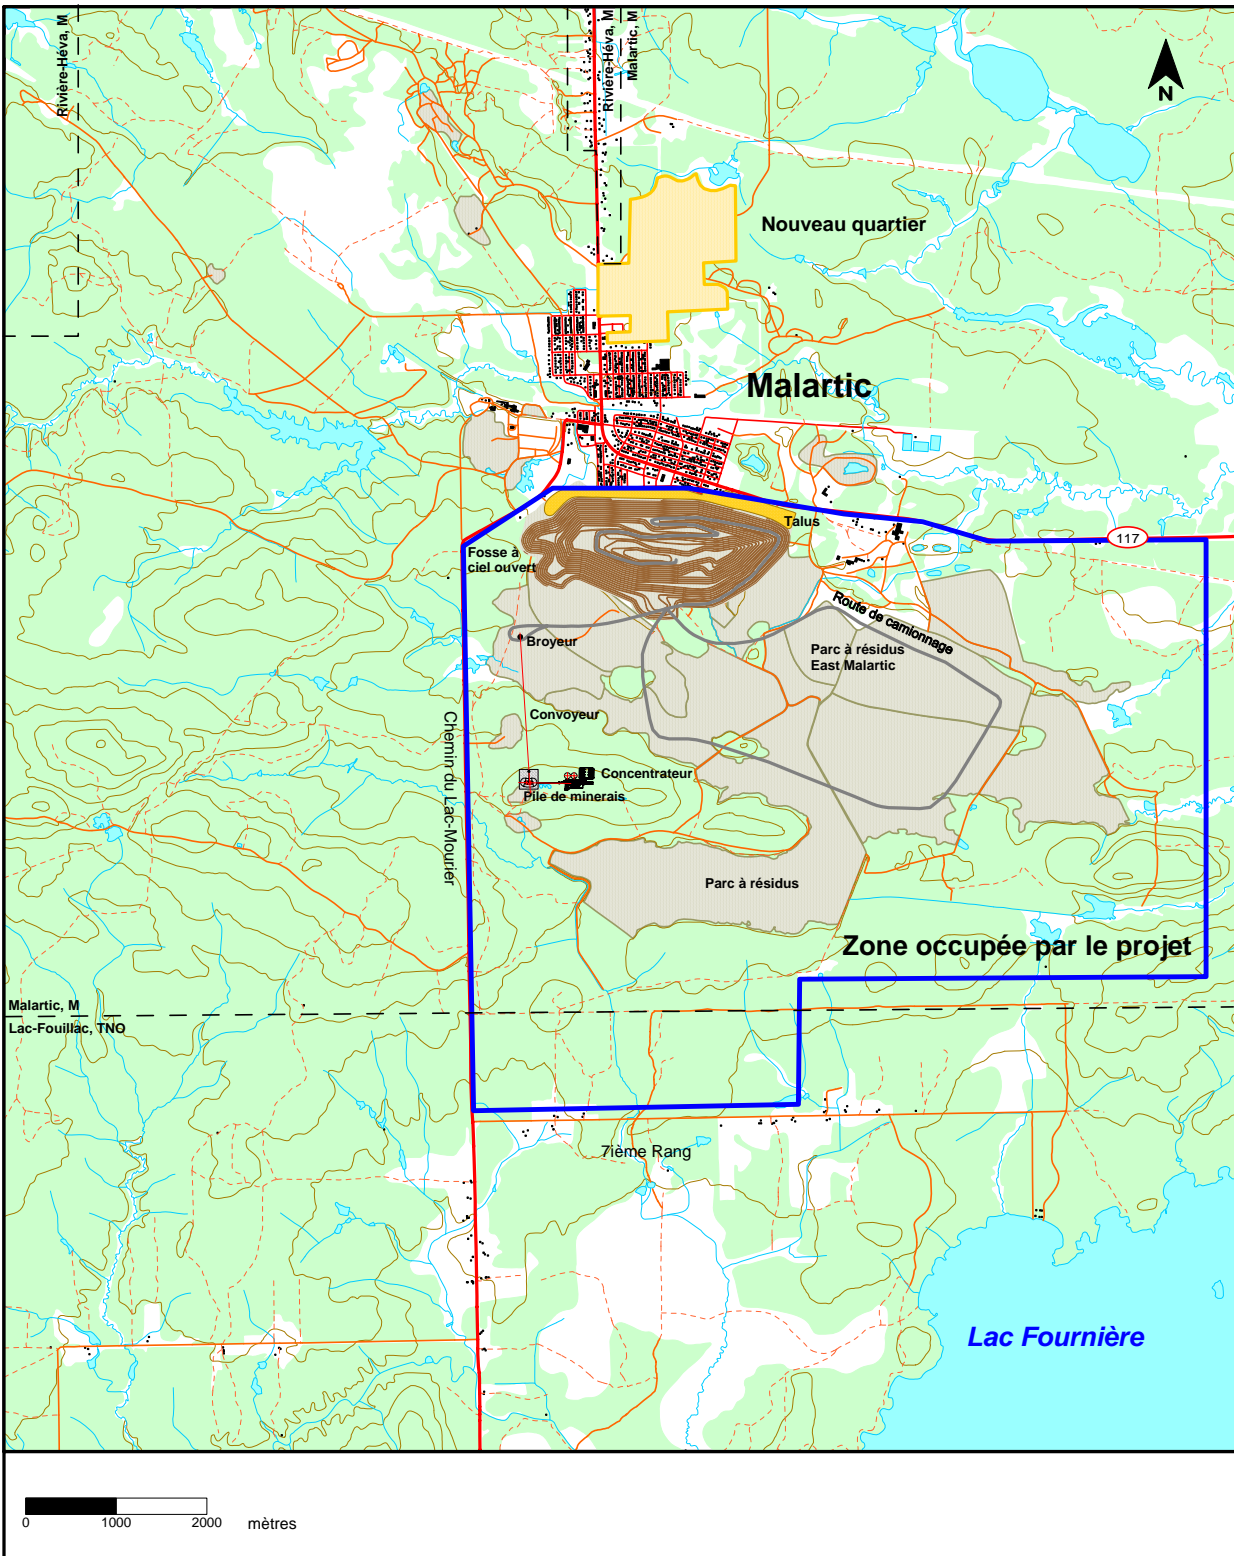 Rivière-Héva, M
Rivière-Héva, M
Malartic, M
N
Nouveau quartier
Malartic
Talus
117
Fosse à
ciel ouvert
Route de camionnage
Broyeur
Parc à résidus
East Malartic
Convoyeur
Chemin du Lac-Mourier
Concentrateur
Pile de minerais
Parc à résidus
Zone occupée par le projet
Malartic, M
Lac-Fouillac, TNO
7ième Rang
Lac Fournière
0 1000 2000 mètres